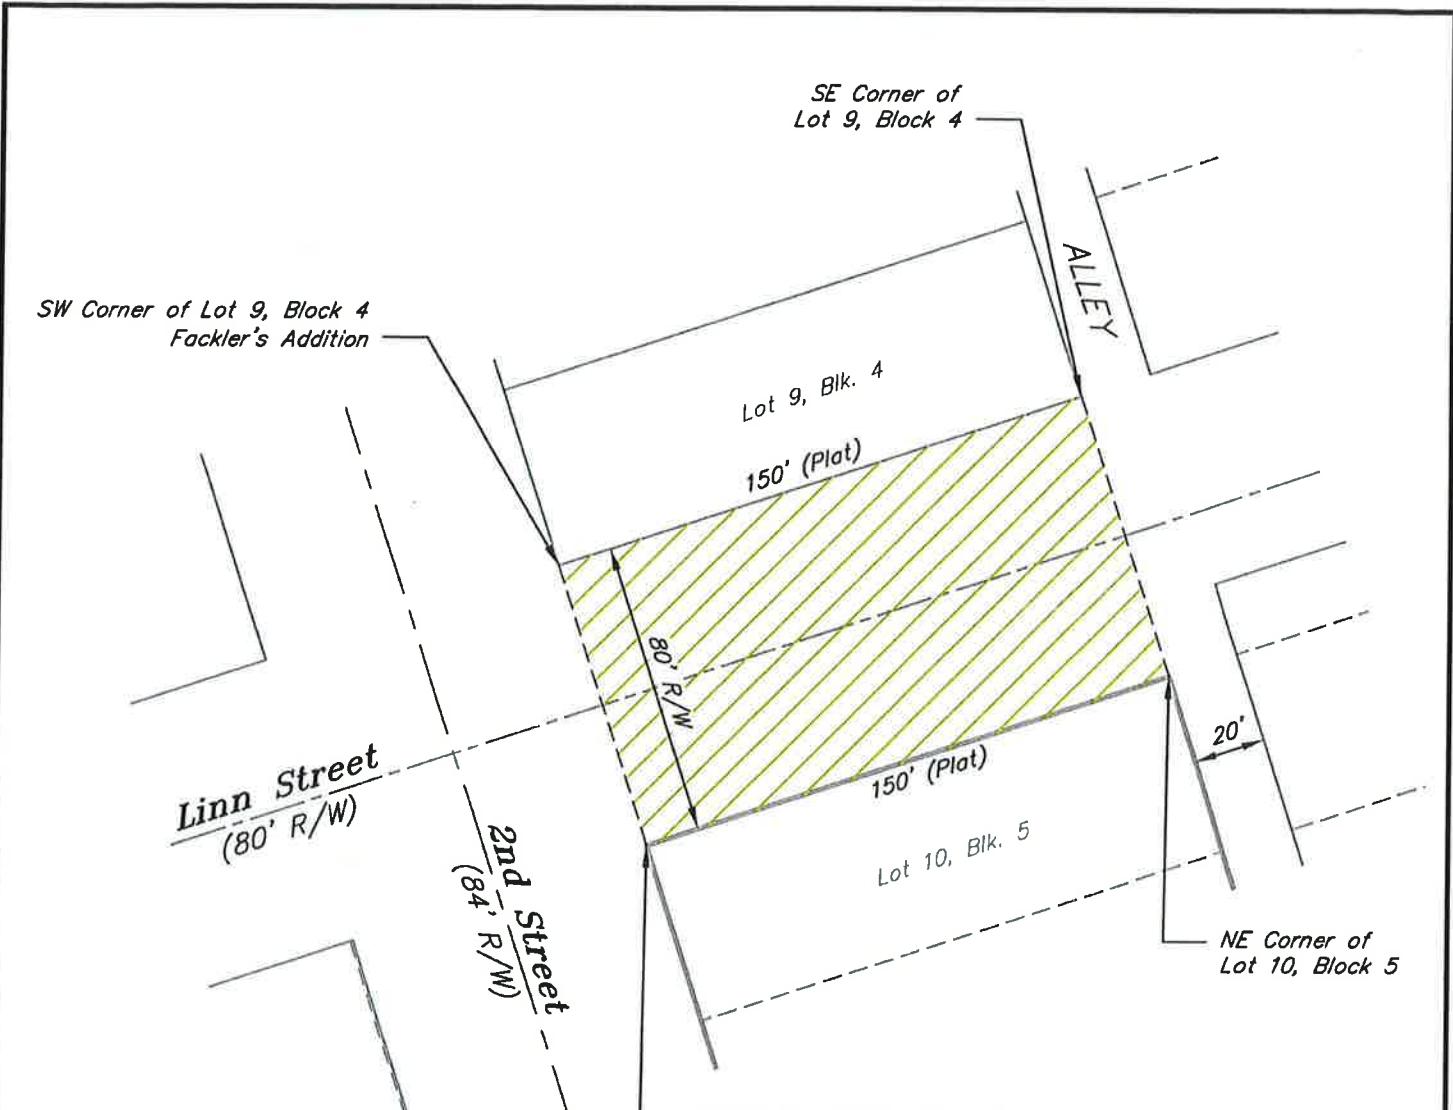 SE Corner of
Lot 9, Block 4
ALLEY
SW Corner of Lot 9, Block 4
Fackler's Addition
Lot 9, Blk. 4
150' (Plat)
80' R/W
Linn Street
(80' R/W)
2nd Street
(84' R/W)
150' (Plat)
20'
Lot 10, Blk. 5
NE Corner of
Lot 10, Block 5